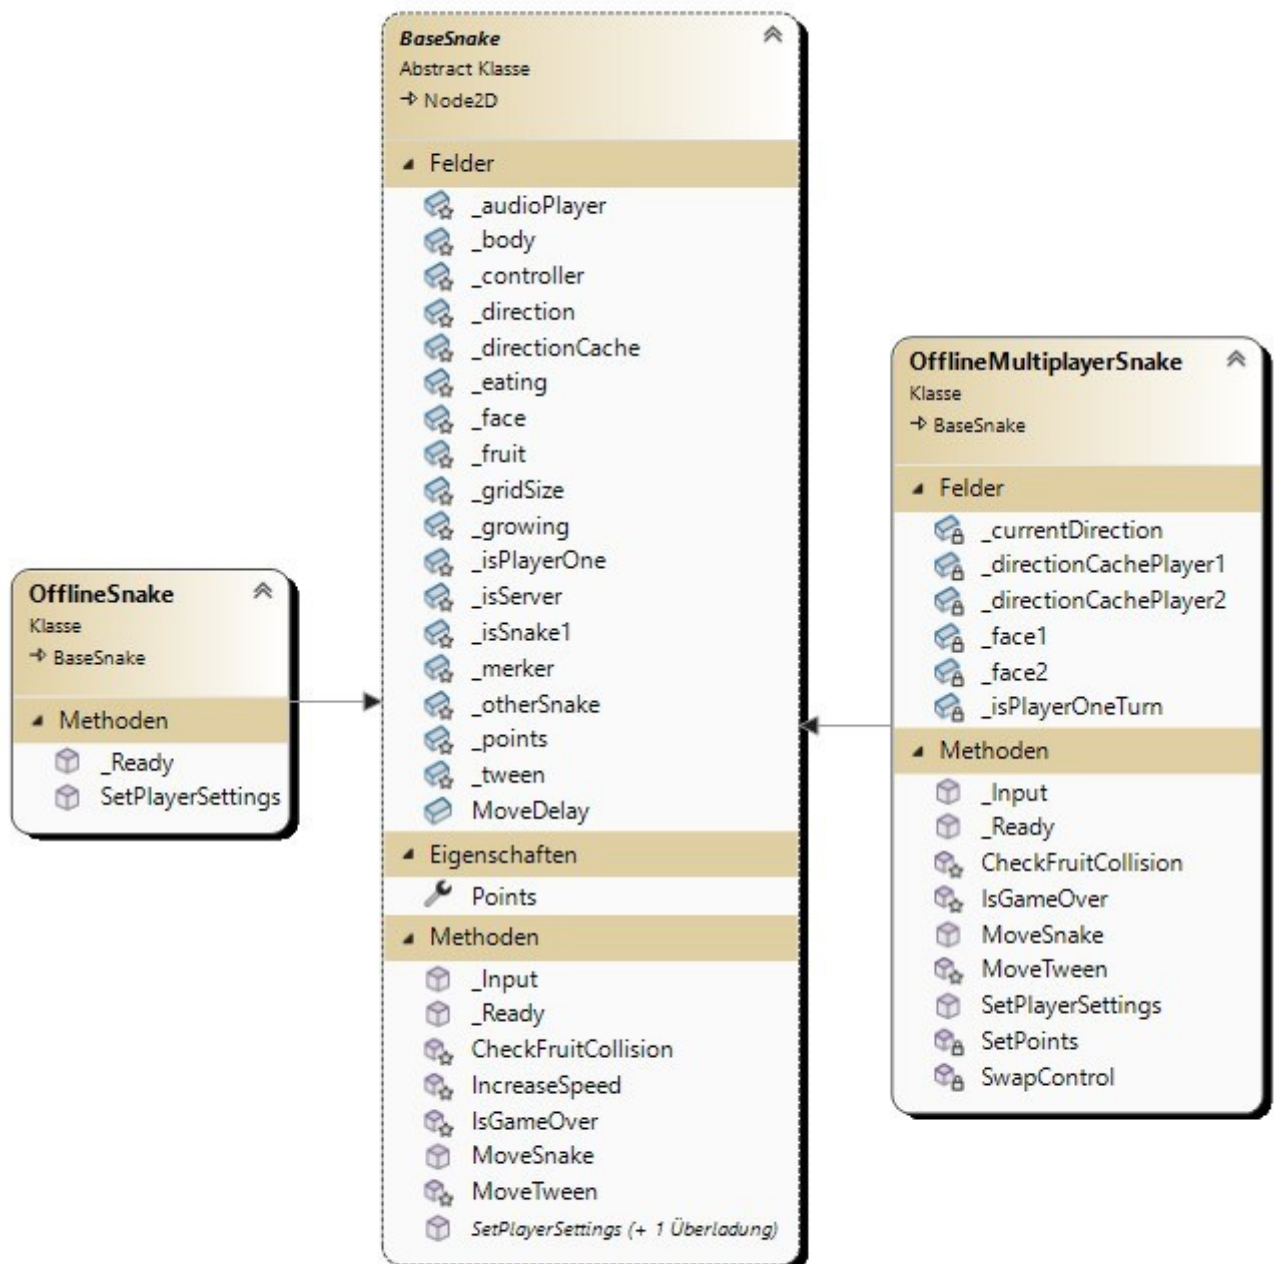 BaseSnake
Abstract Klasse
Node2D
Felder
_audioPlayer
_body
_controller
_direction
_directionCache
_eating
_face
_fruit
_gridSize
_growing
_isPlayerOne
_isServer
_isSnake1
_merker
_otherSnake
_points
_tween
MoveDelay
Eigenschaften
Points
Methoden
_Input
_Ready
CheckFruitCollision
IncreaseSpeed
IsGameOver
MoveSnake
MoveTween
SetPlayerSettings (+ 1 Überladung)
OfflineSnake
Klasse
BaseSnake
Methoden
_Ready
SetPlayerSettings
OfflineMultiplayerSnake
Klasse
BaseSnake
Felder
_currentDirection
_directionCachePlayer1
_directionCachePlayer2
_face1
_face2
_isPlayerOneTurn
Methoden
_Input
_Ready
CheckFruitCollision
IsGameOver
MoveSnake
MoveTween
SetPlayerSettings
SetPoints
SwapControl